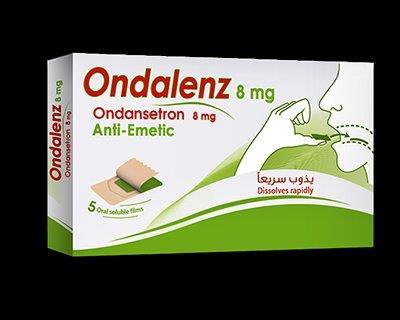 Ondalenz 8 mg
Ondansetron 8 mg
Anti-Emetic
يذوب سريعاً
Dissolves rapidly
5 Oral soluble films
Ondalenz 8 mg
Ondansetron 8 mg